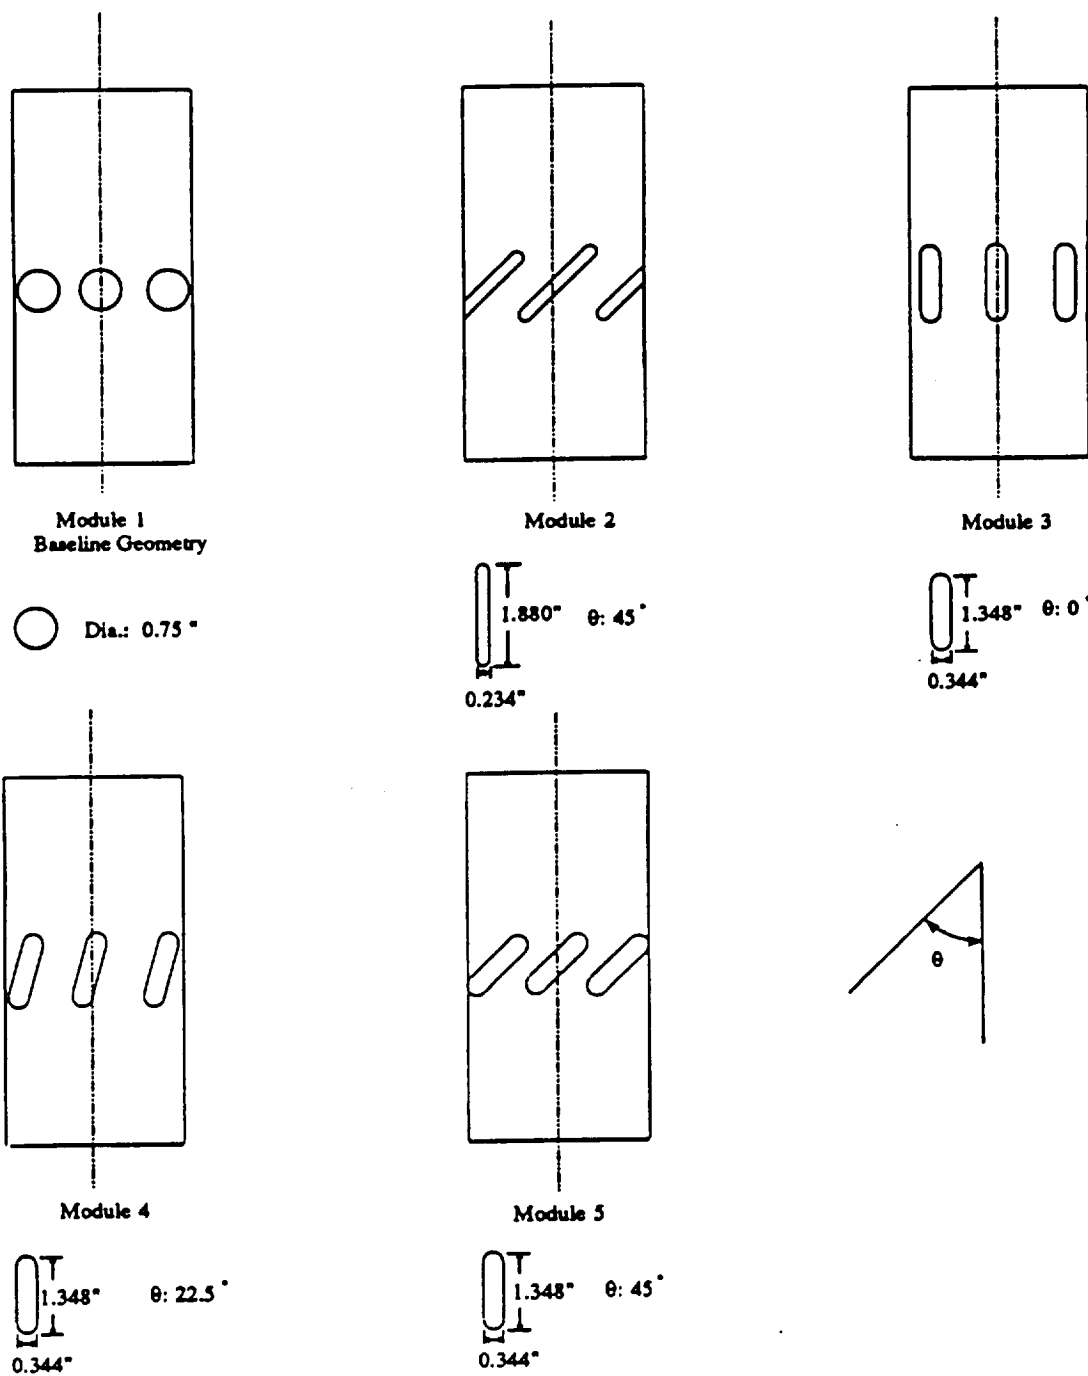 Module 1
Baseline Geometry
Module 2
Module 3
Dia.: 0.75 "
1.880" θ: 45°
0.234"
1.348" θ: 0°
0.344"
θ
Module 4
Module 5
1.348" θ: 22.5°
0.344"
1.348" θ: 45°
0.344"